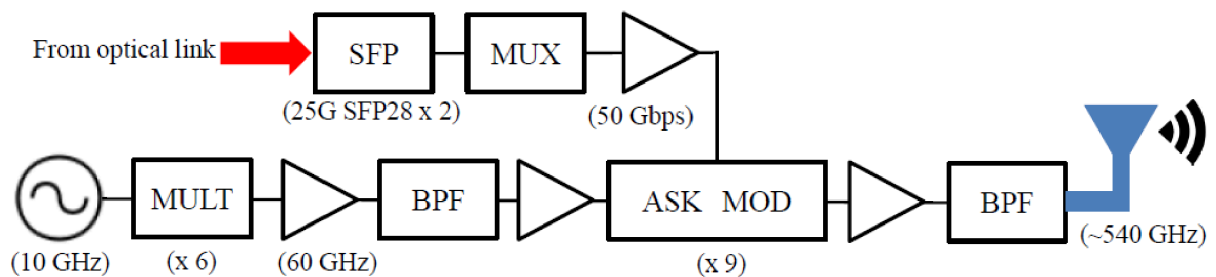 From optical link
SFP
MUX
(25G SFP28 x 2)
(50 Gbps)
MULT
BPF
ASK MOD
BPF
(10 GHz)
(x 6)
(60 GHz)
(x 9)
(~540 GHz)